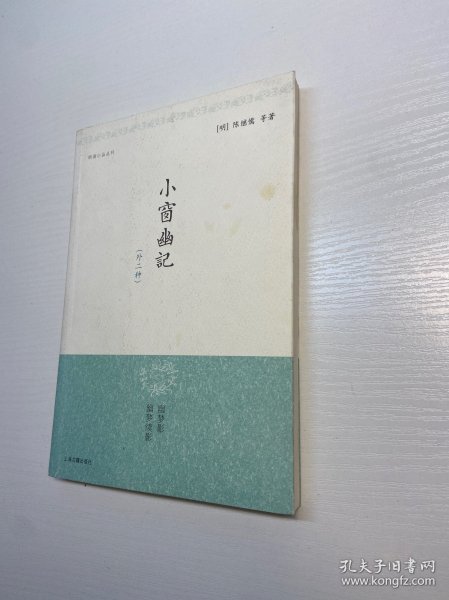 [明] 陈继儒 等著
明清小品丛刊
小窗幽記
（外二种）
幽梦影
幽梦续影
上海古籍出版社
孔夫子旧书网
www.kongfz.com